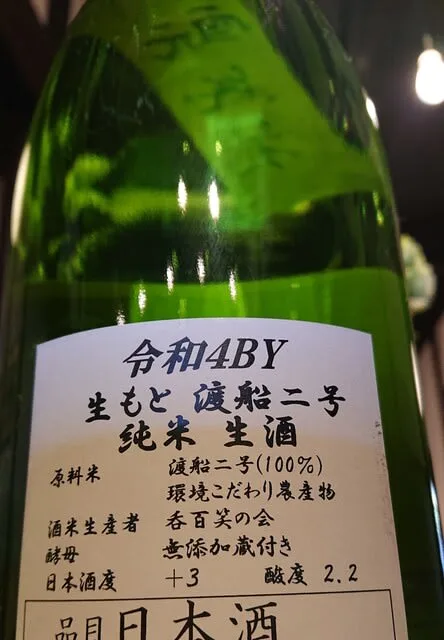 令和4BY
生もと 渡船二号
純米 生酒
原料米 渡船二号(100%)
環境こだわり農産物
酒米生産者 呑百笑の会
酵母 無添加蔵付き
日本酒度 +3 酸度 2.2
品目 日本酒